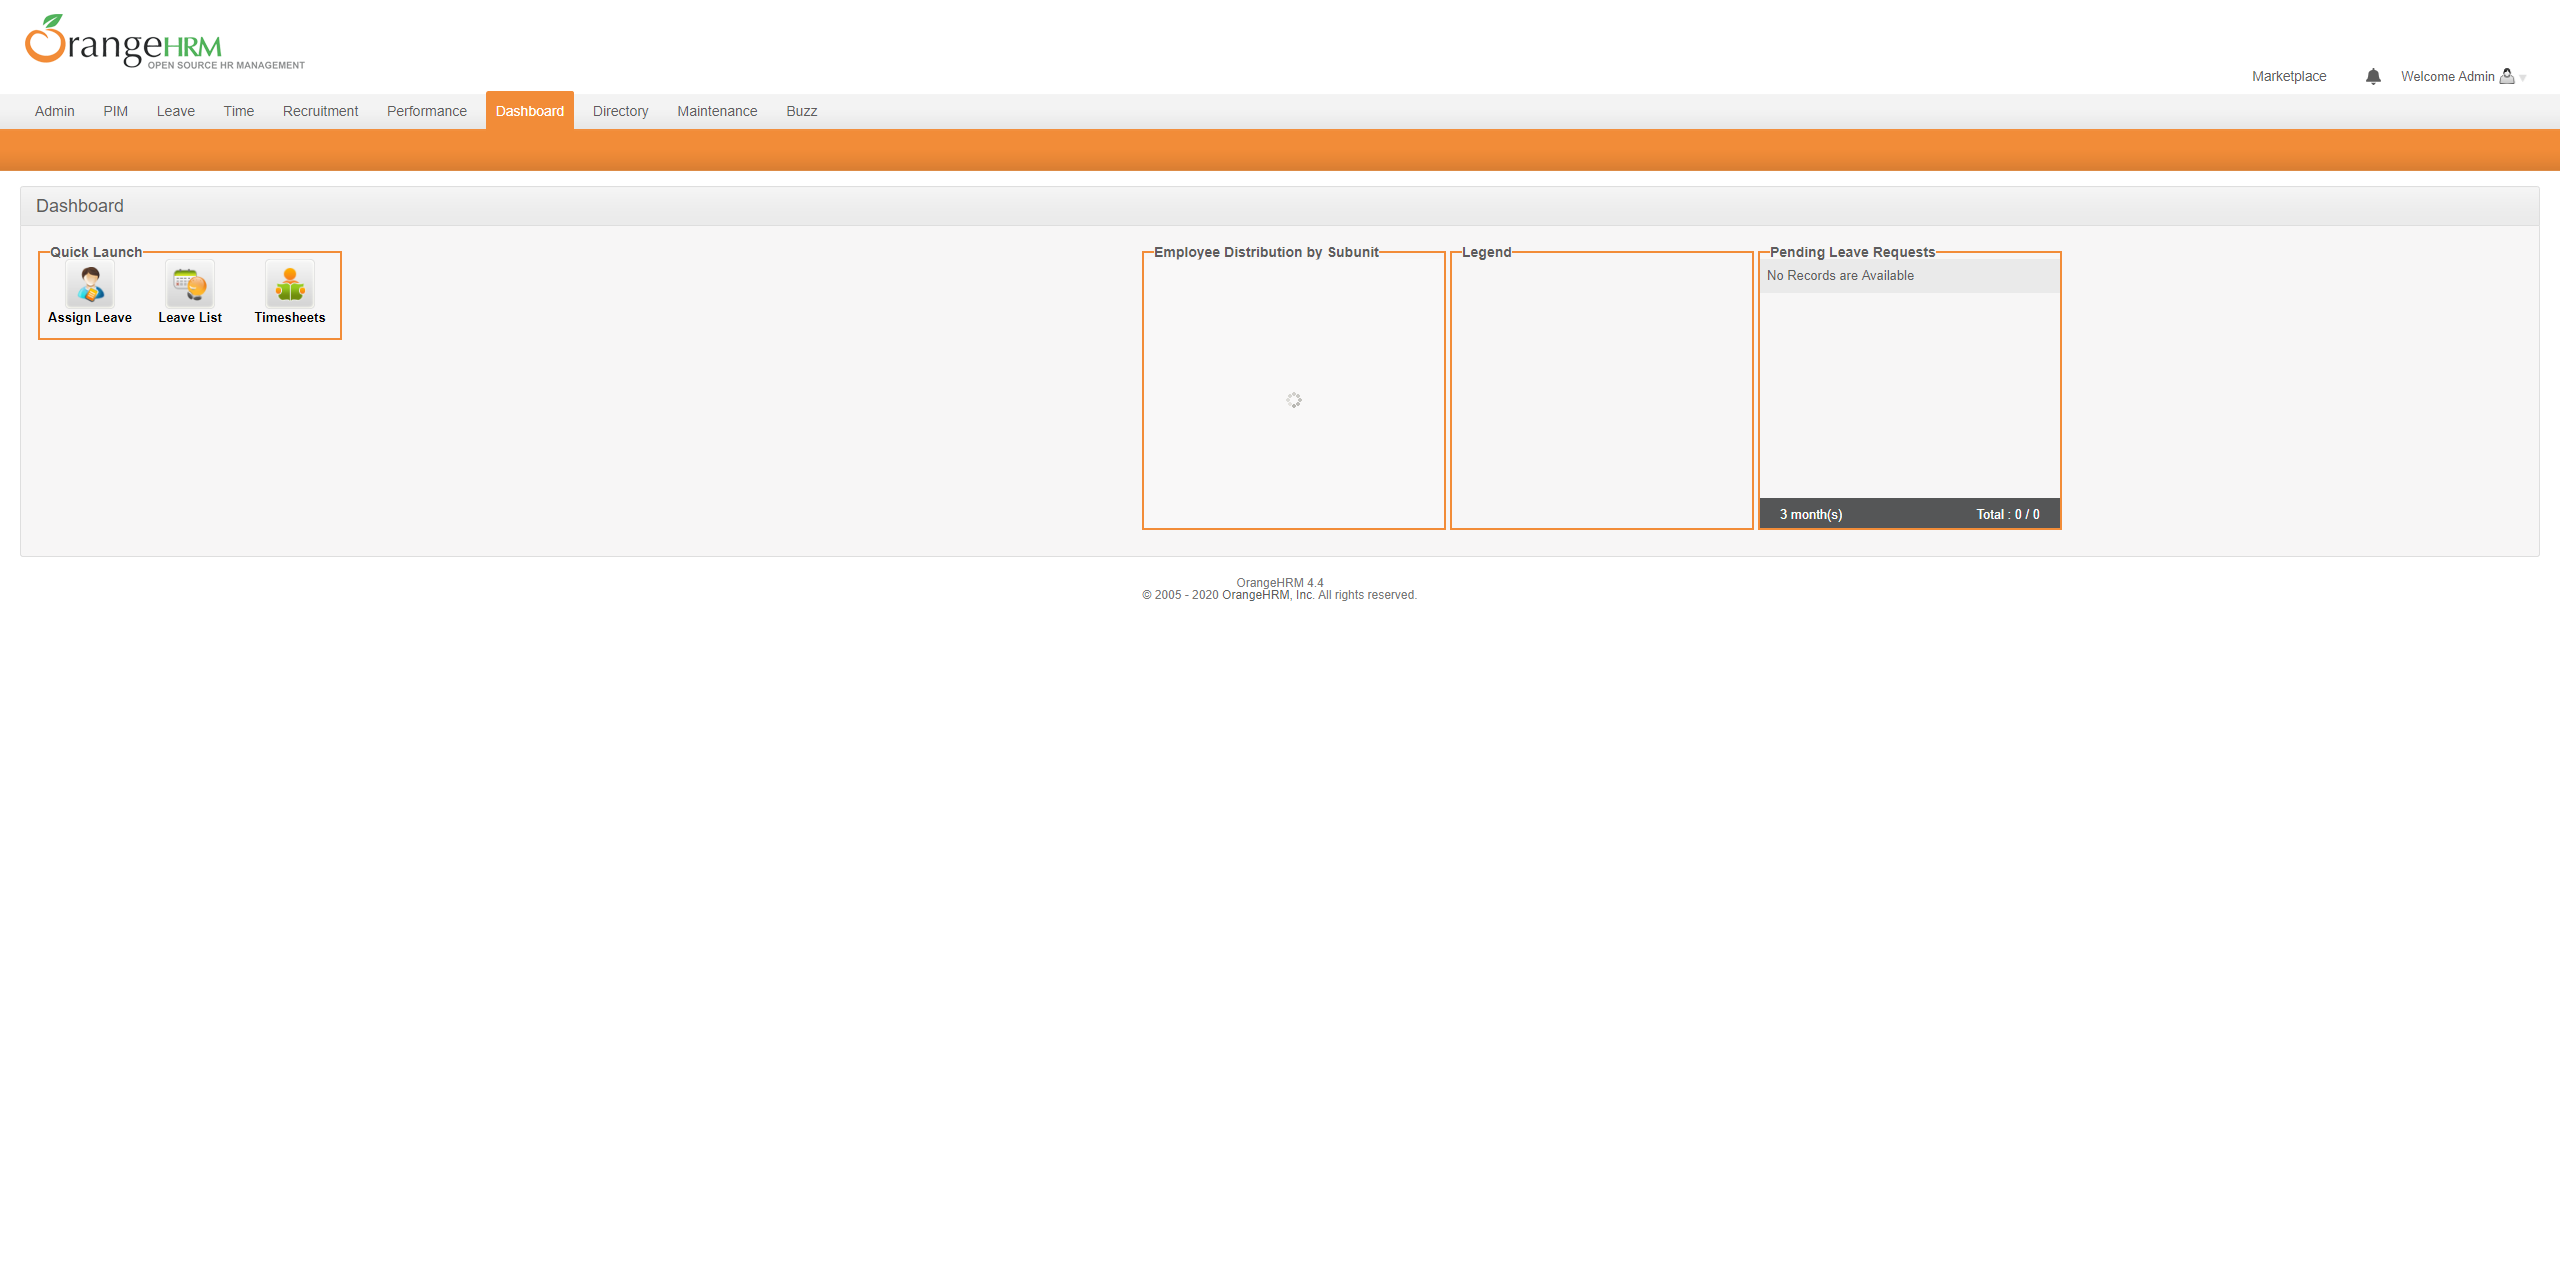 OrangeHRM
OPEN SOURCE HR MANAGEMENT
Marketplace
Welcome Admin
Admin PIM Leave Time Recruitment Performance Dashboard Directory Maintenance Buzz
Dashboard
Quick Launch
Assign Leave Leave List Timesheets
Employee Distribution by Subunit
Legend
Pending Leave Requests
No Records are Available
3 month(s) Total : 0 / 0
OrangeHRM 4.4
© 2005 - 2020 OrangeHRM, Inc. All rights reserved.